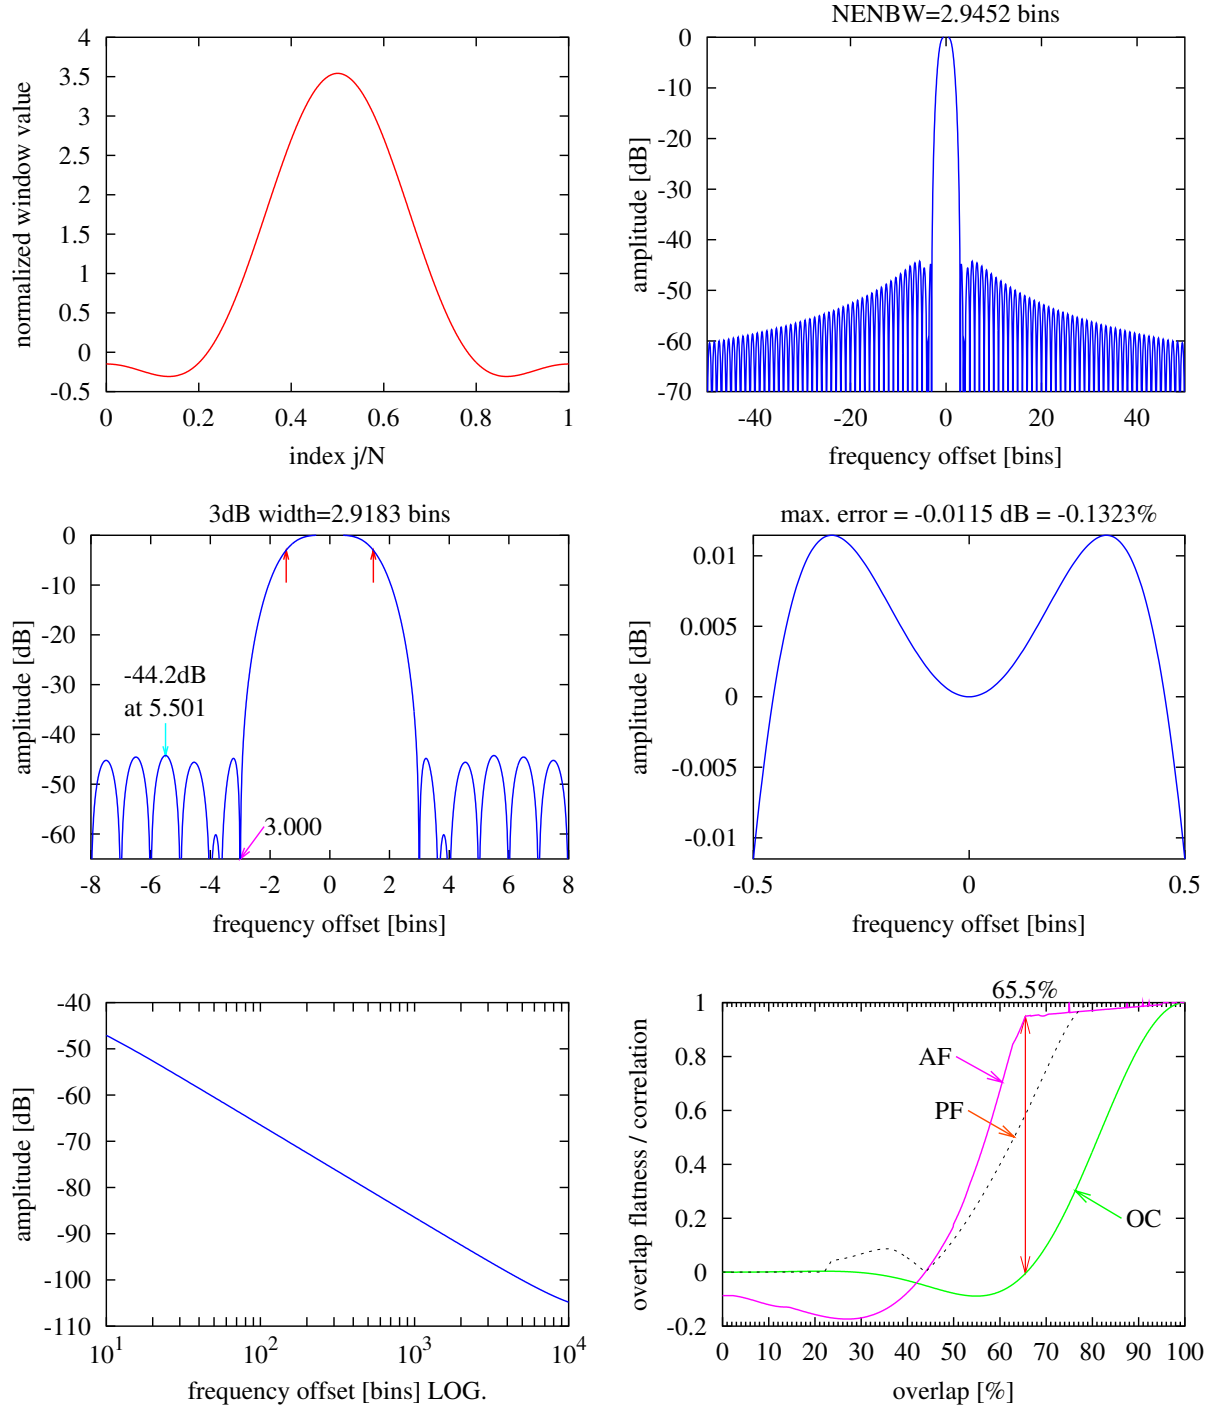 4
3.5
3
2.5
2
1.5
1
0.5
0
-0.5
0 0.2 0.4 0.6 0.8 1
normalized window value
index j/N
NENBW=2.9452 bins
0
-10
-20
-30
-40
-50
-60
-70
-40 -20 0 20 40
amplitude [dB]
frequency offset [bins]
3dB width=2.9183 bins
0
-10
-20
-30
-40
-50
-60
-8 -6 -4 -2 0 2 4 6 8
amplitude [dB]
frequency offset [bins]
-44.2dB
at 5.501
3.000
max. error = -0.0115 dB = -0.1323%
0.01
0.005
0
-0.005
-0.01
-0.5 0 0.5
amplitude [dB]
frequency offset [bins]
-40
-50
-60
-70
-80
-90
-100
-110
10¹ 10² 10³ 10⁴
amplitude [dB]
frequency offset [bins] LOG.
65.5%
1
0.8
0.6
0.4
0.2
0
-0.2
0 10 20 30 40 50 60 70 80 90 100
overlap flatness / correlation
overlap [%]
AF
PF
OC